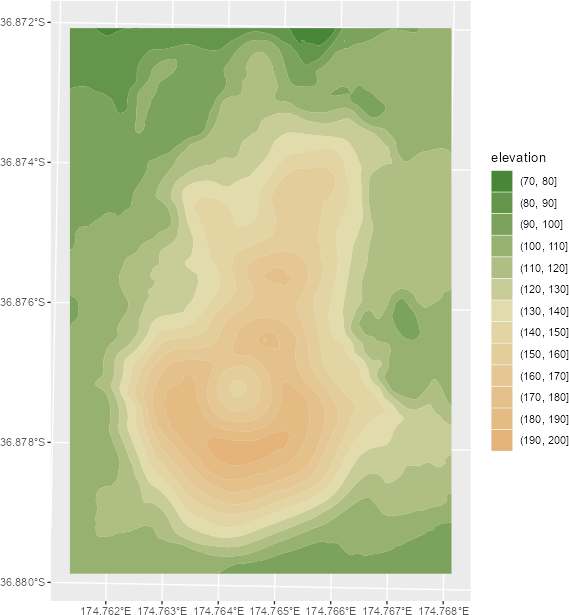 36.872°S
36.874°S
36.876°S
36.878°S
36.880°S
174.762°E 174.763°E 174.764°E 174.765°E 174.766°E 174.767°E 174.768°E
elevation
(70, 80]
(80, 90]
(90, 100]
(100, 110]
(110, 120]
(120, 130]
(130, 140]
(140, 150]
(150, 160]
(160, 170]
(170, 180]
(180, 190]
(190, 200]